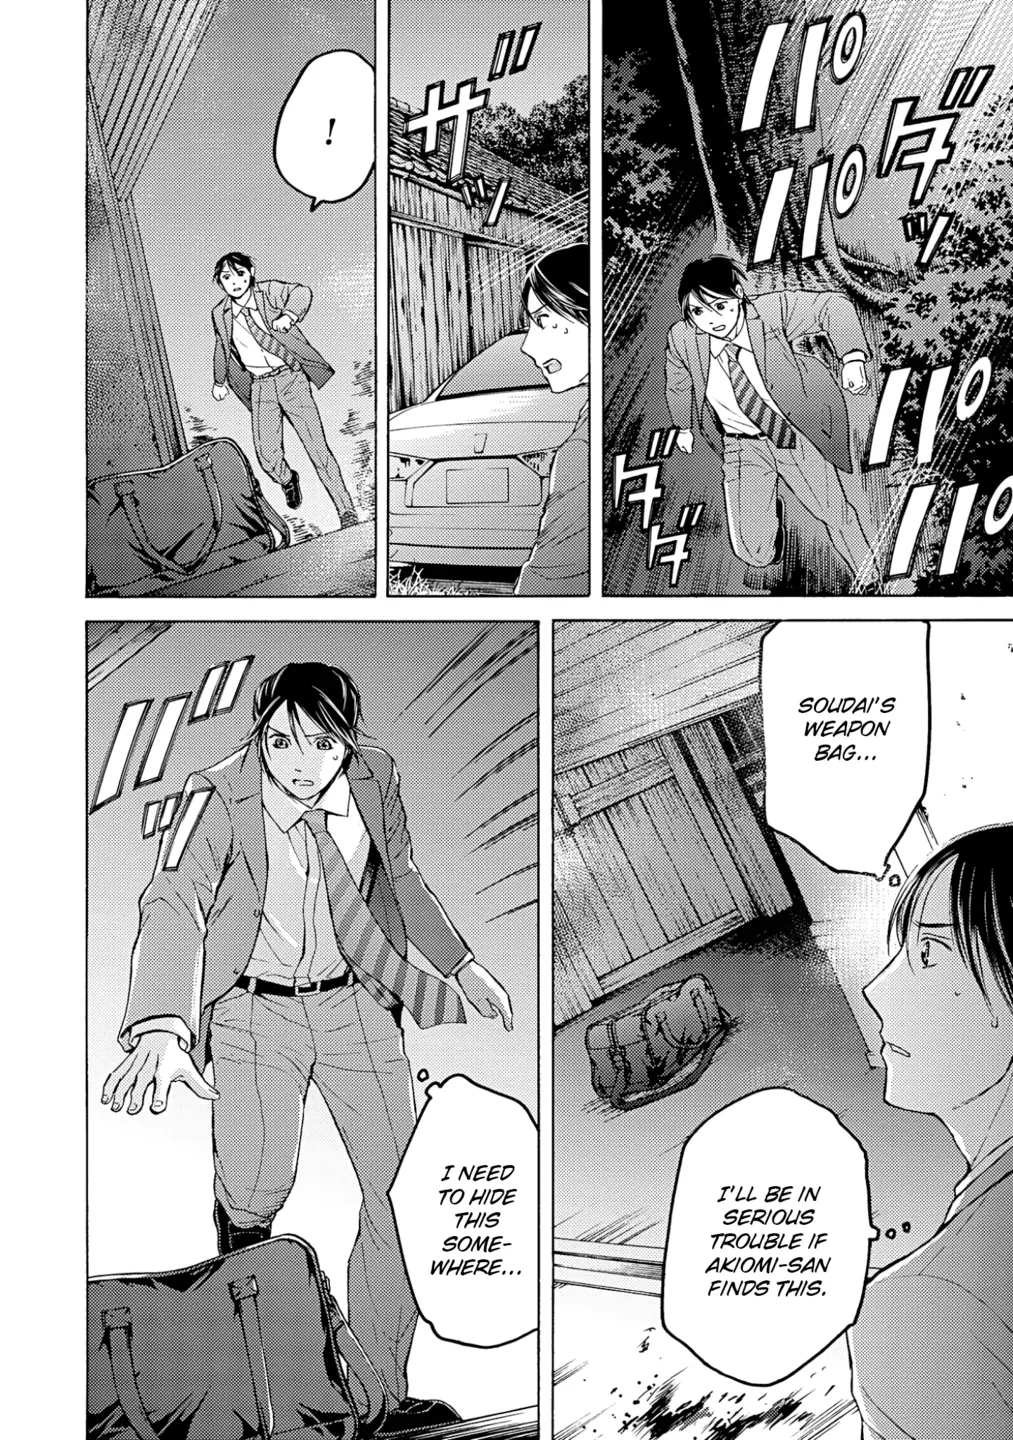 パパパパ
ダッ
ダダ
ザッ
!
SOUDAI'S
WEAPON
BAG...
I'LL BE IN
SERIOUS
TROUBLE IF
AKIOMI-SAN
FINDS THIS.
I NEED
TO HIDE
THIS
SOME-
WHERE...
バッ